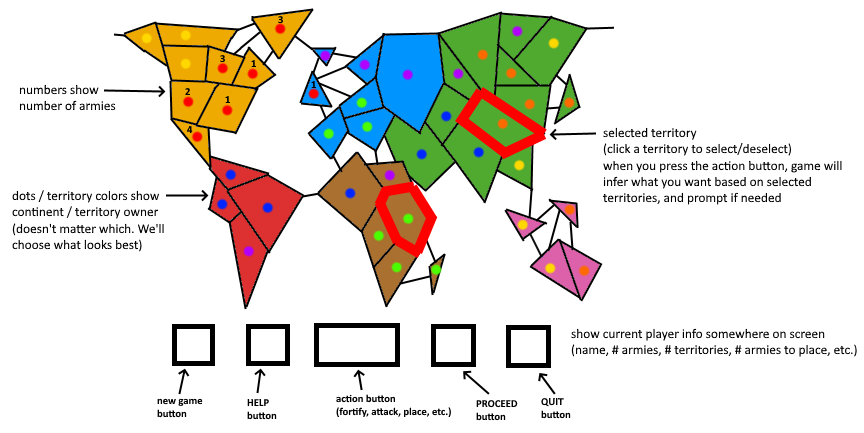 3
3
1
1
2
1
4
numbers show
number of armies
selected territory
(click a territory to select/deselect)
when you press the action button, game will
infer what you want based on selected
territories, and prompt if needed
dots / territory colors show
continent / territory owner
(doesn't matter which. We'll
choose what looks best)
show current player info somewhere on screen
(name, # armies, # territories, # armies to place, etc.)
new game
button
HELP
button
action button
(fortify, attack, place, etc.)
PROCEED
button
QUIT
button